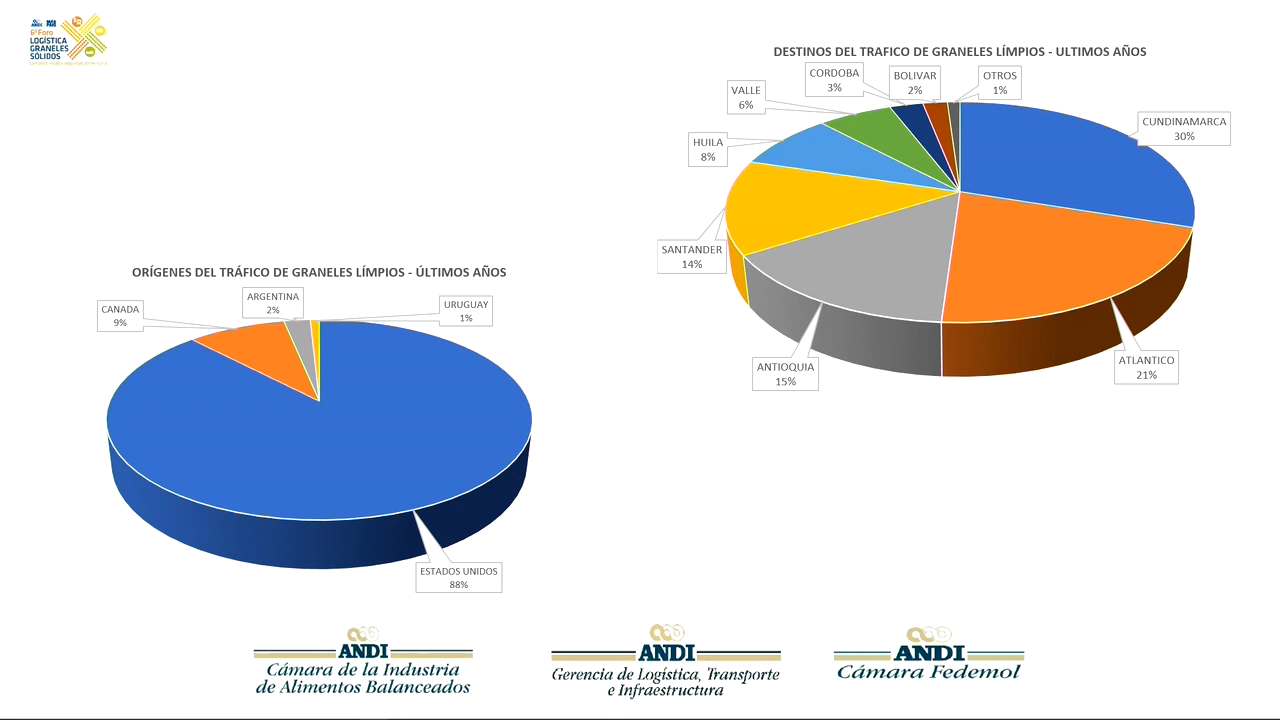 ANDI
6º Foro
LOGÍSTICA
GRANELES
SÓLIDOS
DESTINOS DEL TRAFICO DE GRANELES LÍMPIOS - ULTIMOS AÑOS
CORDOBA
3%
BOLIVAR
2%
OTROS
1%
VALLE
6%
CUNDINAMARCA
30%
HUILA
8%
SANTANDER
14%
ANTIOQUIA
15%
ATLANTICO
21%
ORÍGENES DEL TRÁFICO DE GRANELES LÍMPIOS - ÚLTIMOS AÑOS
CANADA
9%
ARGENTINA
2%
URUGUAY
1%
ESTADOS UNIDOS
88%
ANDI
Cámara de la Industria
de Alimentos Balanceados
ANDI
Gerencia de Logística, Transporte
e Infraestructura
ANDI
Cámara Fedemol